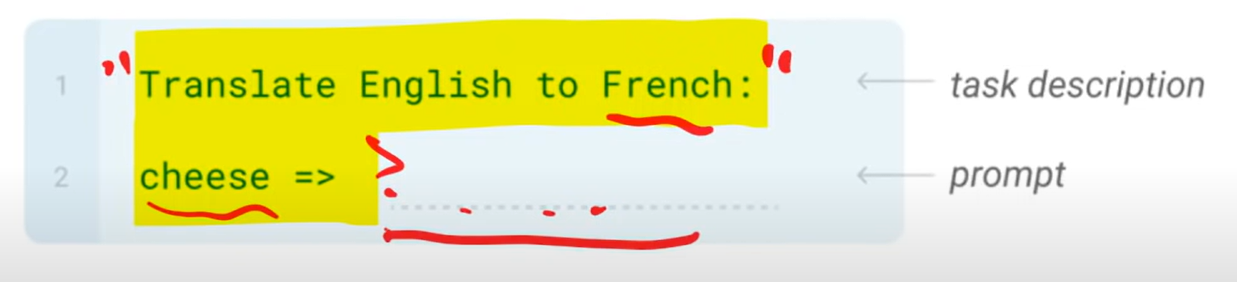 1 Translate English to French: ← task description
2 cheese => ← prompt